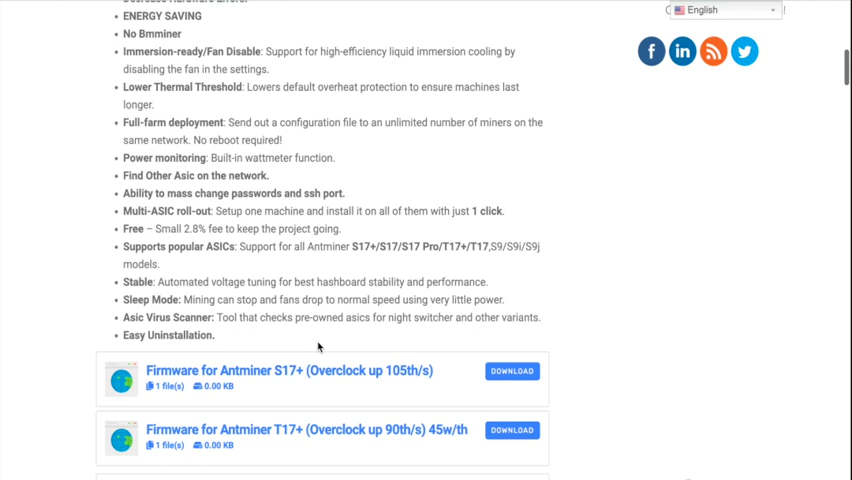 English
ENERGY SAVING
No Bmminer
Immersion-ready/Fan Disable: Support for high-efficiency liquid immersion cooling by
disabling the fan in the settings.
Lower Thermal Threshold: Lowers default overheat protection to ensure machines last
longer.
Full-farm deployment: Send out a configuration file to an unlimited number of miners on the
same network. No reboot required!
Power monitoring: Built-in wattmeter function.
Find Other Asic on the network.
Ability to mass change passwords and ssh port.
Multi-ASIC roll-out: Setup one machine and install it on all of them with just 1 click.
Free – Small 2.8% fee to keep the project going.
Supports popular ASICs: Support for all Antminer S17+/S17/S17 Pro/T17+/T17,S9/S9i/S9j
models.
Stable: Automated voltage tuning for best hashboard stability and performance.
Sleep Mode: Mining can stop and fans drop to normal speed using very little power.
Asic Virus Scanner: Tool that checks pre-owned asics for night switcher and other variants.
Easy Uninstallation.
Firmware for Antminer S17+ (Overclock up 105th/s)
DOWNLOAD
1 file(s) 0.00 KB
Firmware for Antminer T17+ (Overclock up 90th/s) 45w/th
DOWNLOAD
1 file(s) 0.00 KB